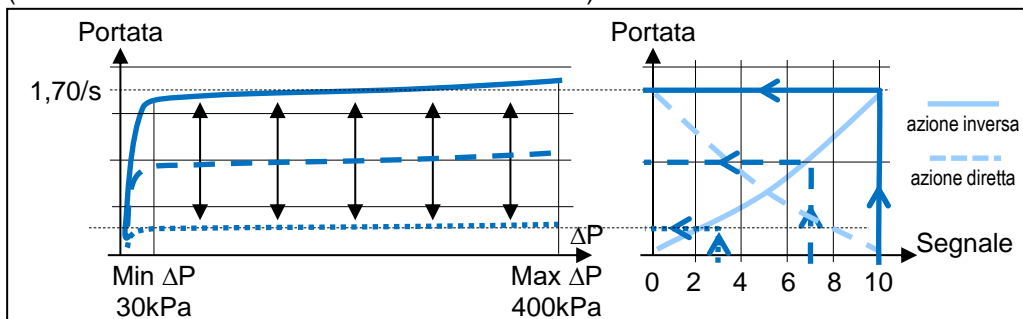 Portata
1,70/s
ΔP
Min ΔP
30kPa
Max ΔP
400kPa
Portata
0 2 4 6 8 10
Segnale
azione inversa
azione diretta